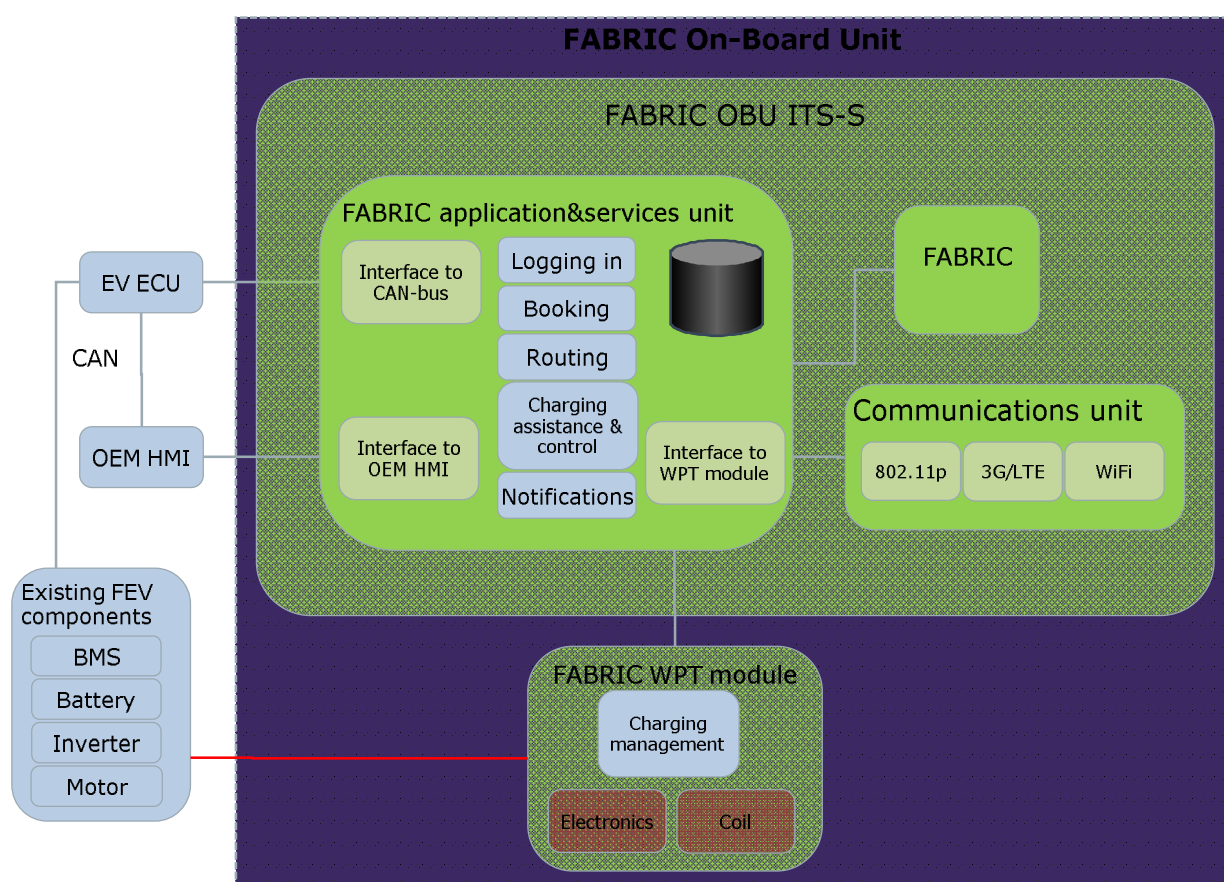 FABRIC On-Board Unit
FABRIC OBU ITS-S
FABRIC application&services unit
Interface to
CAN-bus
Logging in
Booking
Routing
Charging
assistance &
control
Notifications
Interface to
OEM HMI
Interface to
WPT module
FABRIC
Communications unit
802.11p
3G/LTE
WiFi
EV ECU
CAN
OEM HMI
Existing FEV
components
BMS
Battery
Inverter
Motor
FABRIC WPT module
Charging
management
Electronics
Coil